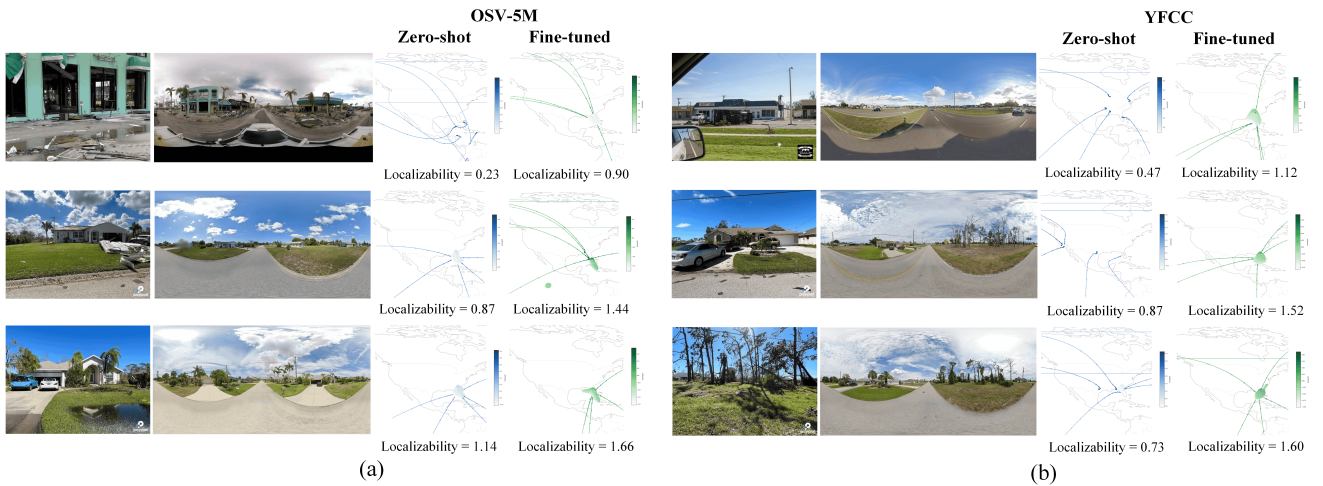 OSV-5M
Zero-shot Fine-tuned
Localizability = 0.23 Localizability = 0.90
Localizability = 0.87 Localizability = 1.44
Localizability = 1.14 Localizability = 1.66
(a)
YFCC
Zero-shot Fine-tuned
Localizability = 0.47 Localizability = 1.12
Localizability = 0.87 Localizability = 1.52
Localizability = 0.73 Localizability = 1.60
(b)